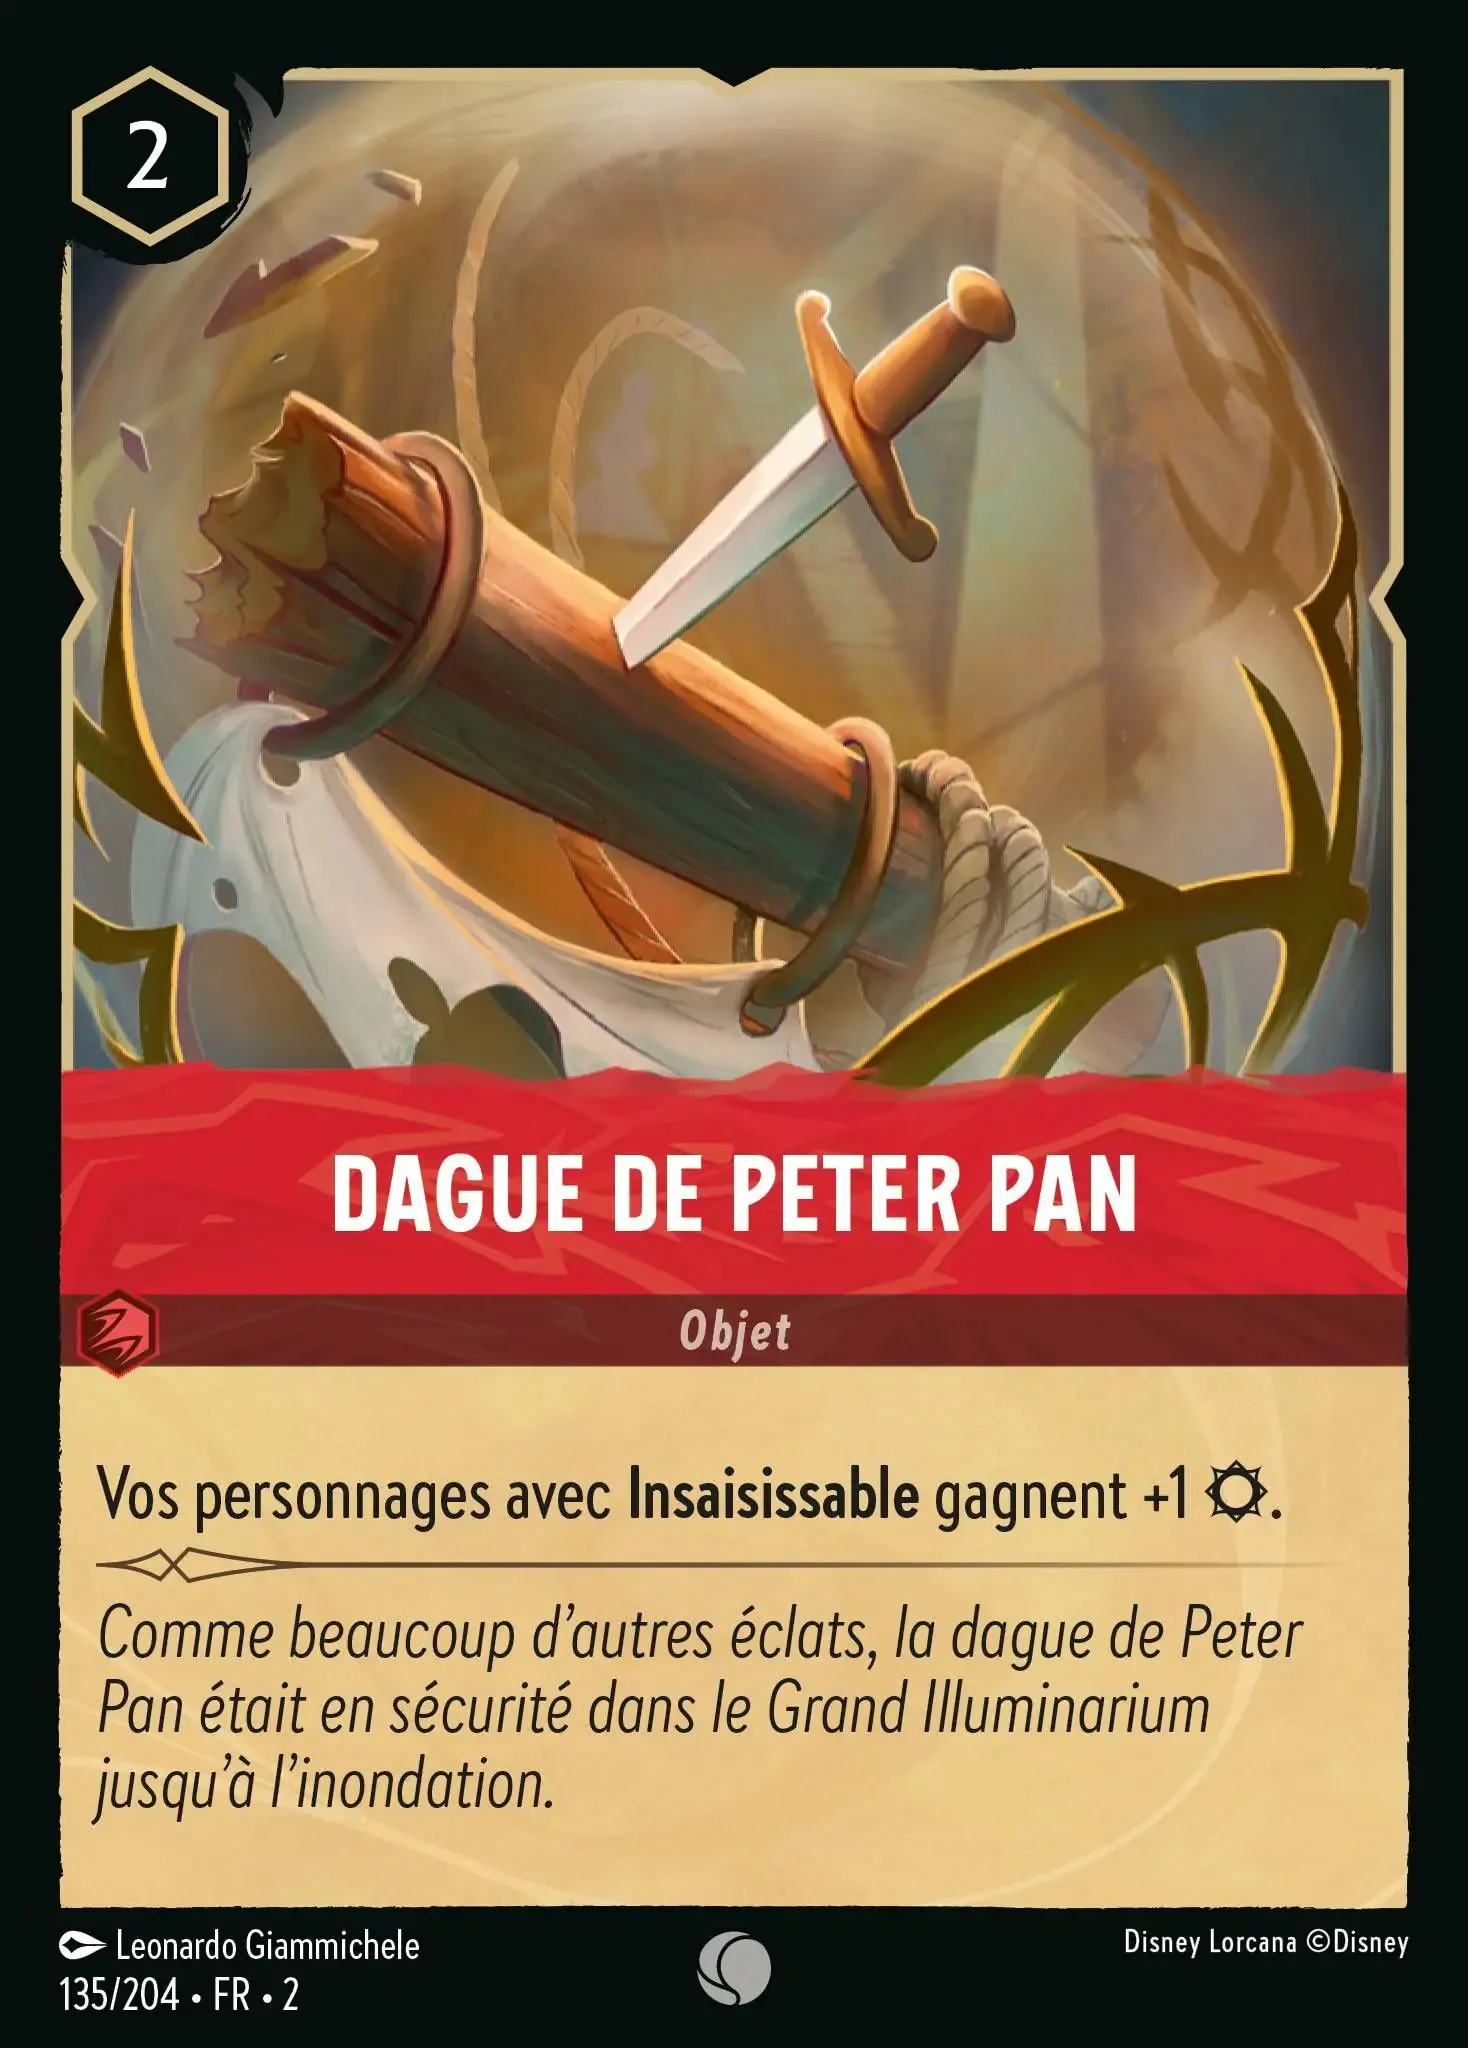 2
DAGUE DE PETER PAN
Objet
Vos personnages avec Insaisissable gagnent +1 .
Comme beaucoup d’autres éclats, la dague de Peter
Pan était en sécurité dans le Grand Illuminarium
jusqu’à l’inondation.
Leonardo Giammichele
Disney Lorcana ©Disney
135/204 • FR • 2